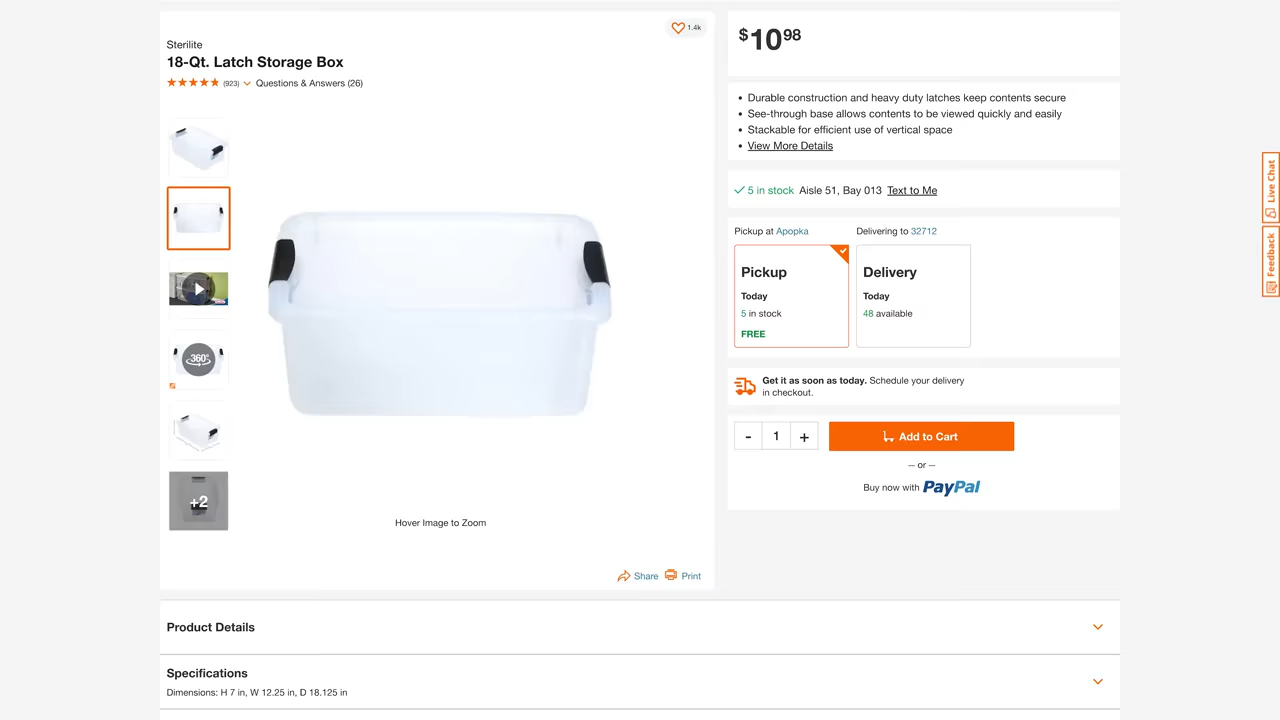 1.4k
Sterilite
18-Qt. Latch Storage Box
(923) Questions & Answers (26)
360°
+2
Hover Image to Zoom
Share Print
$10 98
• Durable construction and heavy duty latches keep contents secure
• See-through base allows contents to be viewed quickly and easily
• Stackable for efficient use of vertical space
• View More Details
5 in stock Aisle 51, Bay 013 Text to Me
Pickup at Apopka
Delivering to 32712
Pickup
Today
5 in stock
FREE
Delivery
Today
48 available
Get it as soon as today. Schedule your delivery
in checkout.
- 1 + Add to Cart
— or —
Buy now with PayPal
Live Chat
Feedback
Product Details
Specifications
Dimensions: H 7 in, W 12.25 in, D 18.125 in